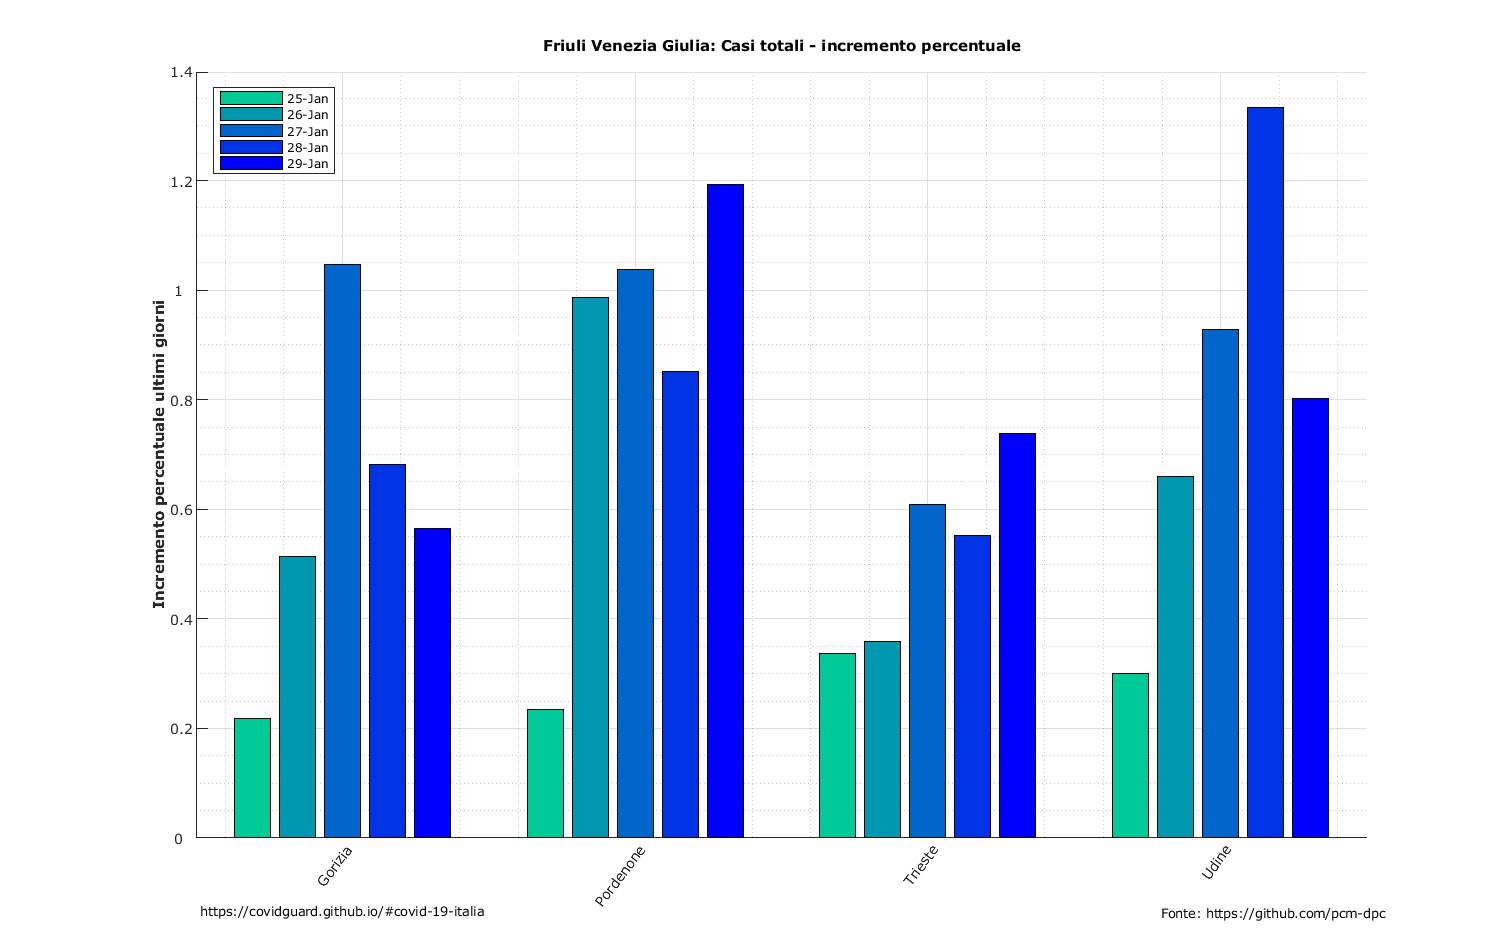 Friuli Venezia Giulia: Casi totali - incremento percentuale
1.4
1.2
1
0.8
0.6
0.4
0.2
0
Incremento percentuale ultimi giorni
25-Jan
26-Jan
27-Jan
28-Jan
29-Jan
Gorizia
Pordenone
Trieste
Udine
https://covidguard.github.io/#covid-19-italia
Fonte: https://github.com/pcm-dpc